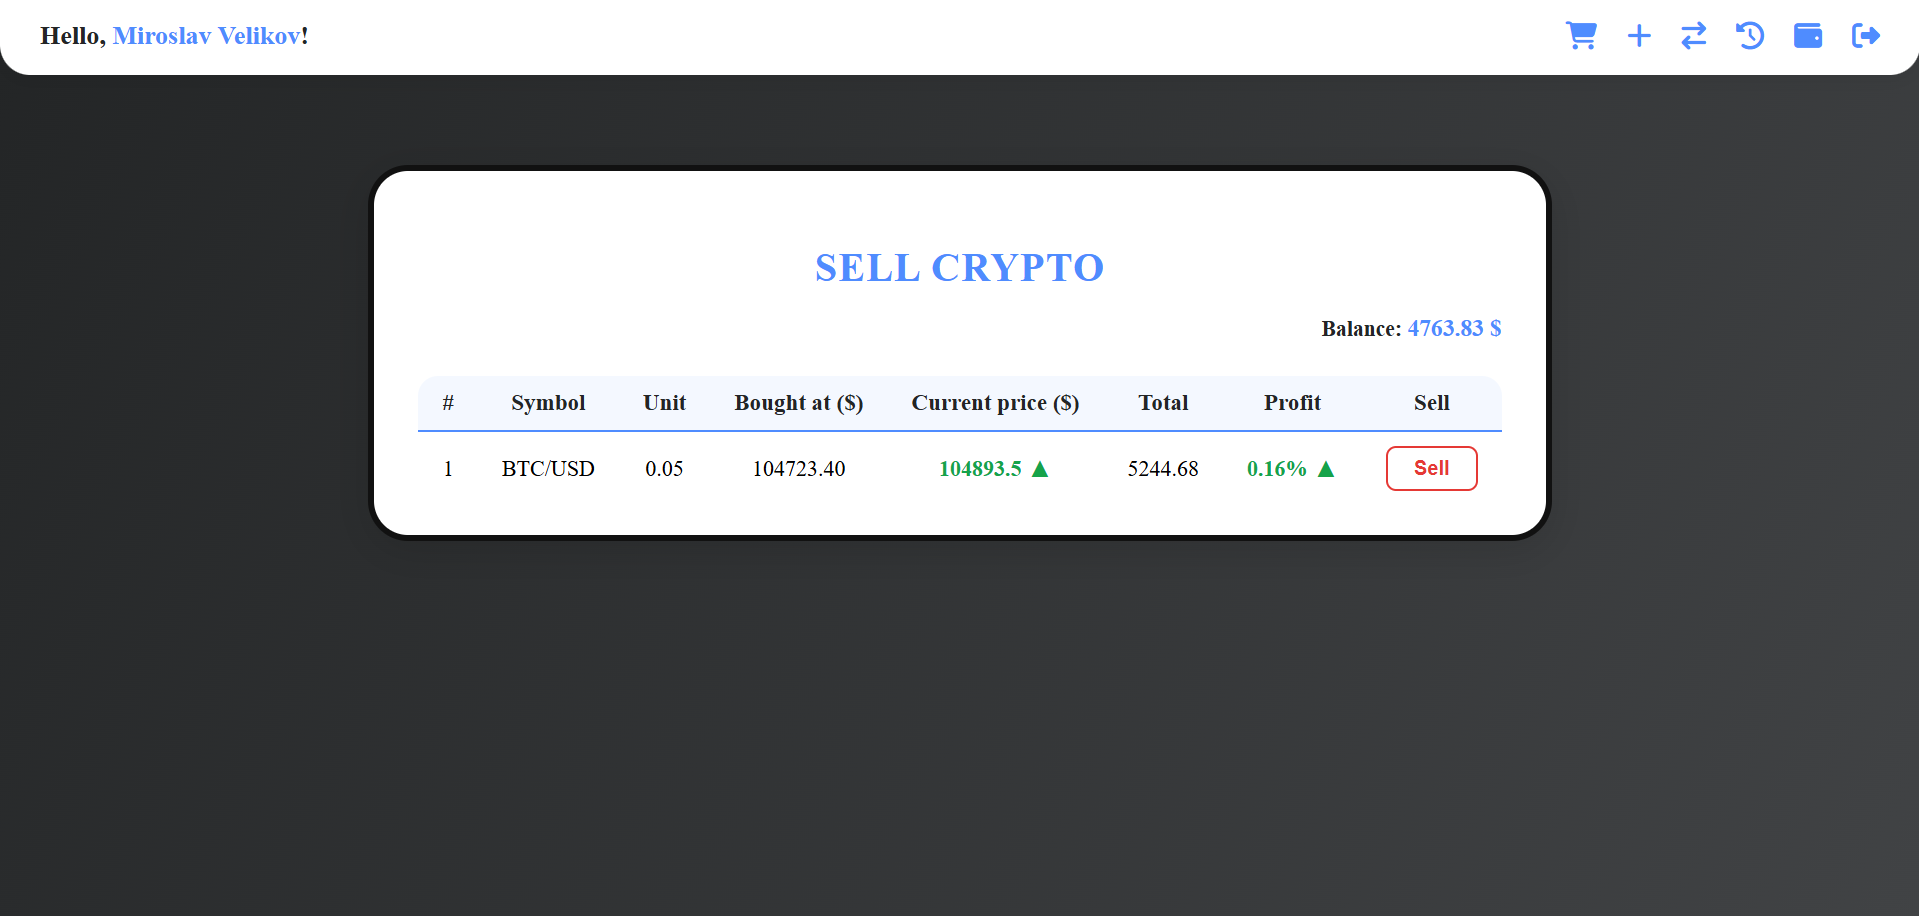 Hello, Miroslav Velikov!
SELL CRYPTO
Balance: 4763.83 $
# Symbol Unit Bought at ($) Current price ($) Total Profit Sell
1 BTC/USD 0.05 104723.40 104893.5 ▲ 5244.68 0.16% ▲ Sell